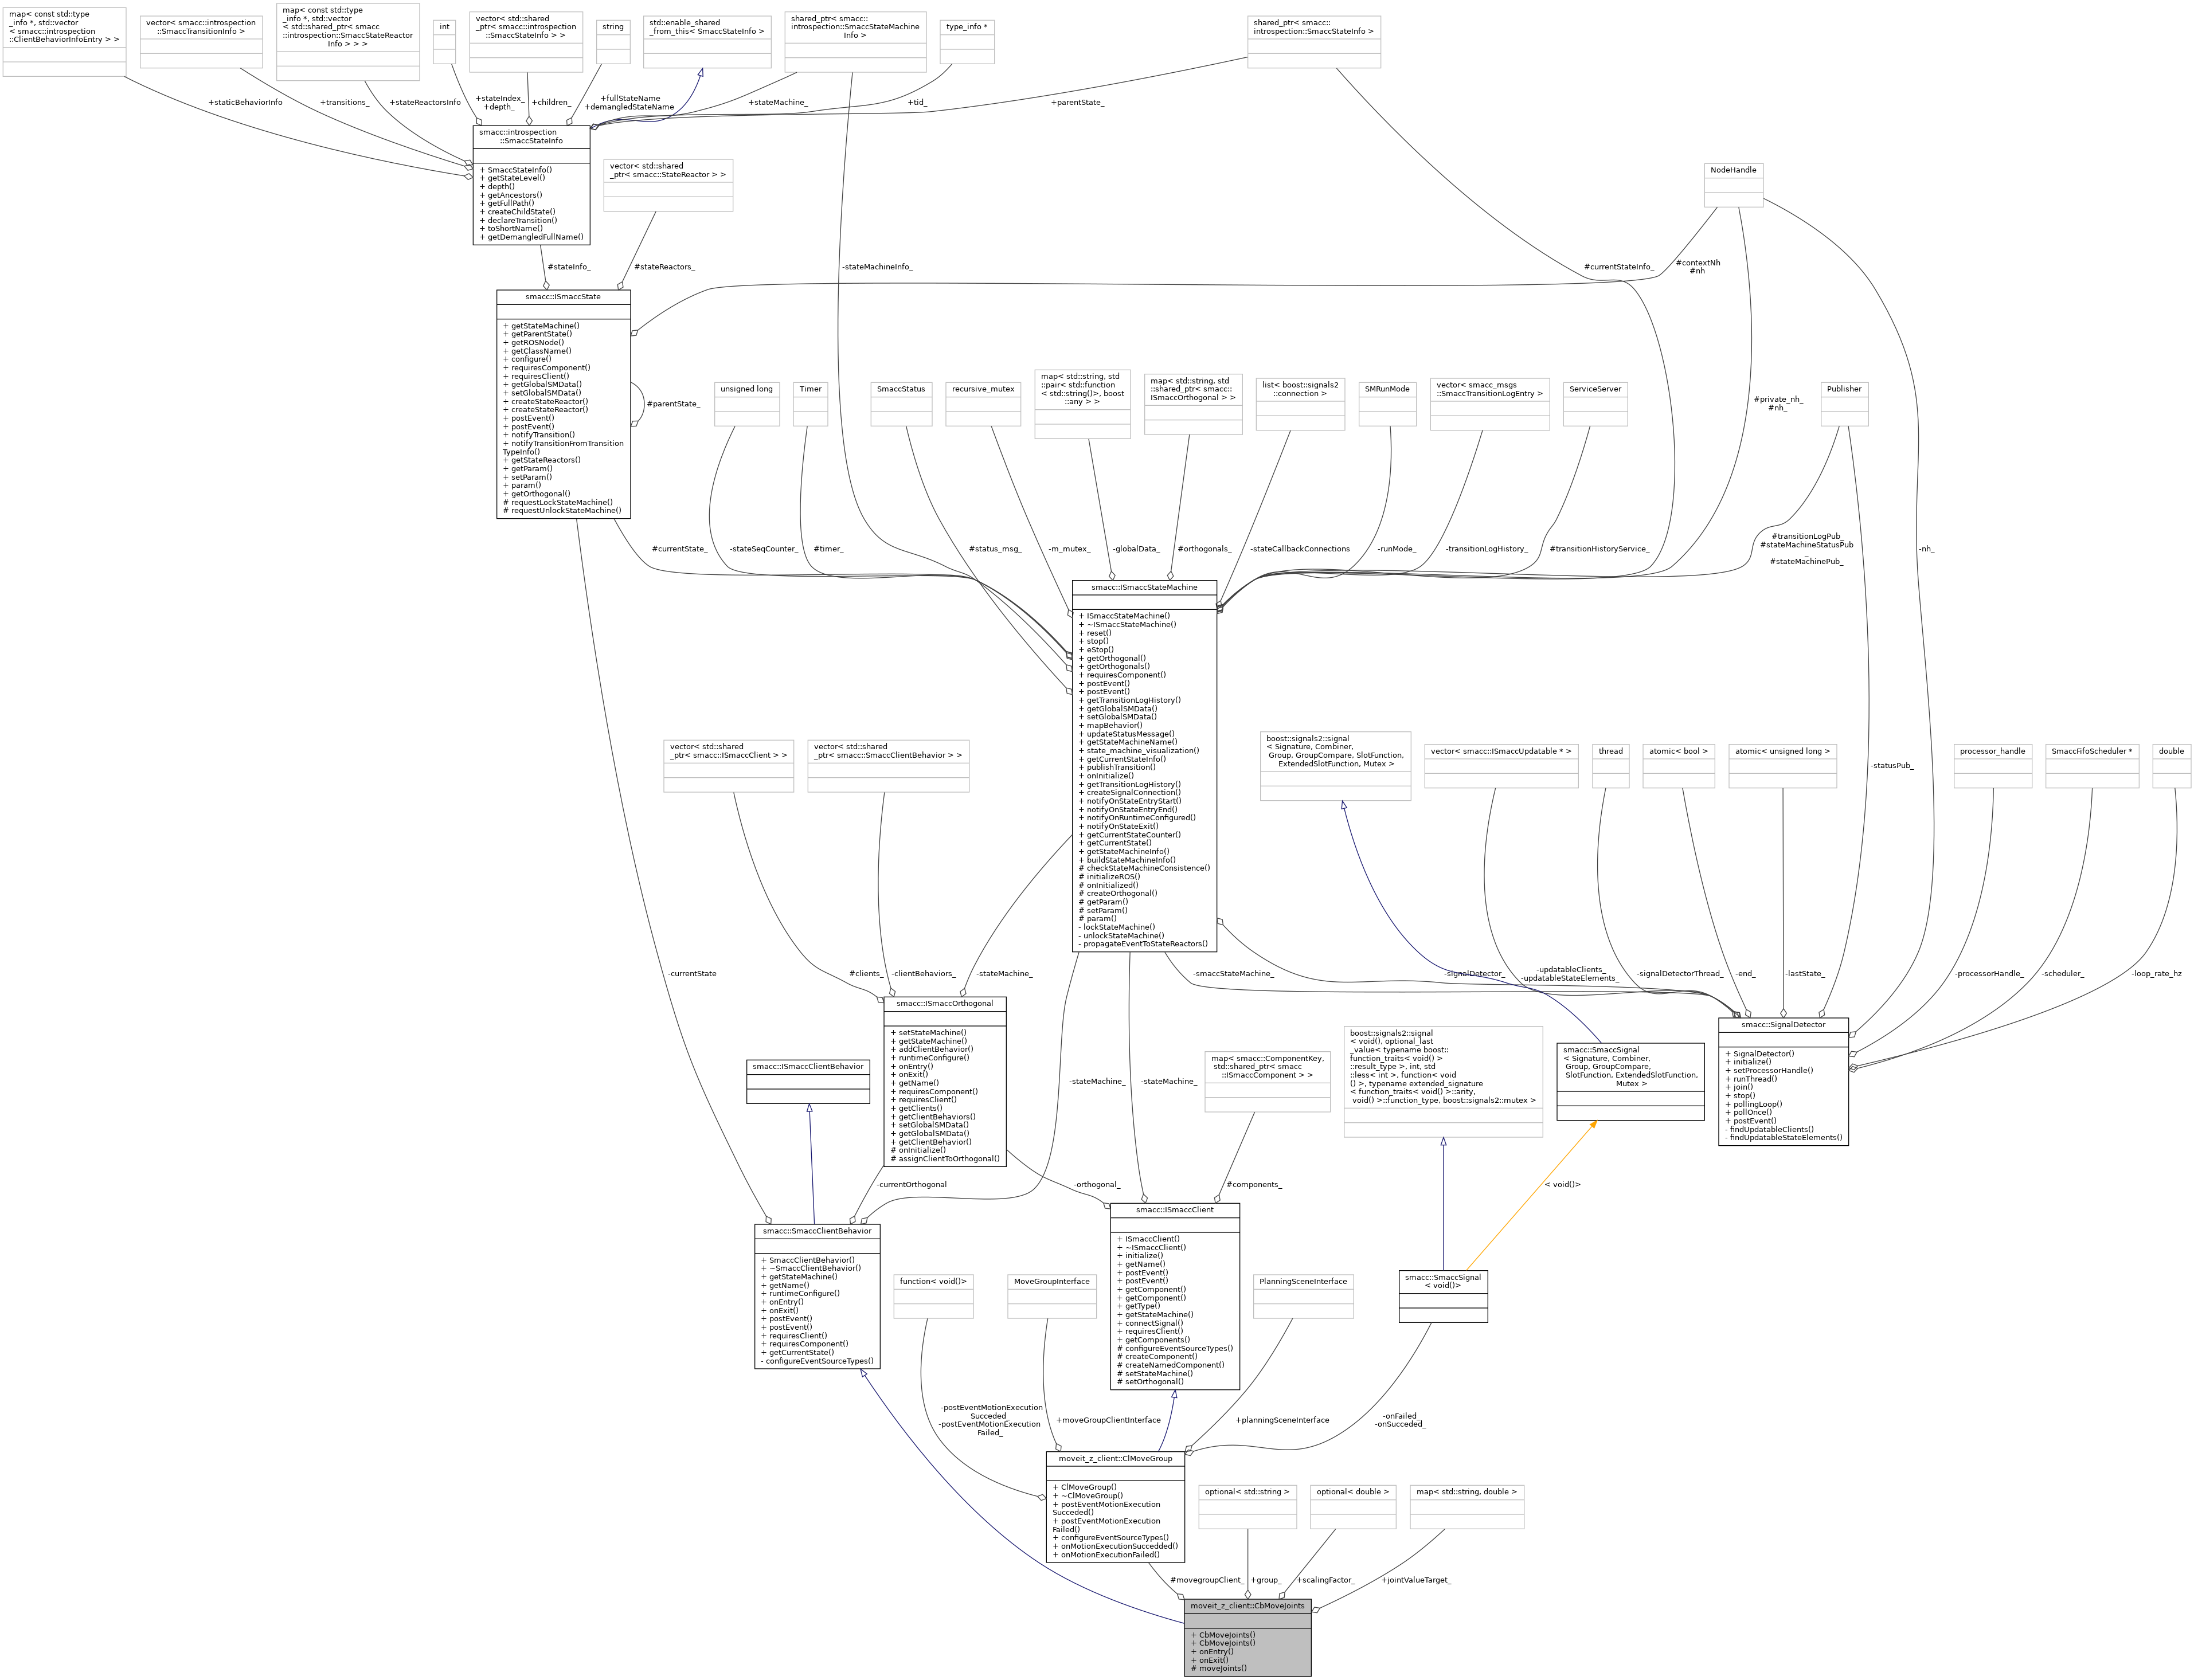 map< const std::type
_info *, std::vector
< smacc::introspection
::ClientBehaviorInfoEntry > >
vector< smacc::introspection
::SmaccTransitionInfo >
map< const std::type
_info *, std::vector
< std::shared_ptr< smacc
::introspection::SmaccStateReactor
Info > > >
int
vector< std::shared
_ptr< smacc::introspection
::SmaccStateInfo > >
string
std::enable_shared
_from_this< SmaccStateInfo >
shared_ptr< smacc::
introspection::SmaccStateMachine
Info >
type_info *
shared_ptr< smacc::
introspection::SmaccStateInfo >
+staticBehaviorInfo
+transitions_
+stateReactorsInfo
+stateIndex_
+depth_
+children_
+fullStateName
+demangledStateName
+stateMachine_
+tid_
+parentState_
smacc::introspection
::SmaccStateInfo
+ SmaccStateInfo()
+ getStateLevel()
+ depth()
+ getAncestors()
+ getFullPath()
+ createChildState()
+ declareTransition()
+ toShortName()
+ getDemangledFullName()
vector< std::shared
_ptr< smacc::StateReactor > >
NodeHandle
#stateInfo_
#stateReactors_
-stateMachineInfo_
#currentStateInfo_
#contextNh
#nh
smacc::ISmaccState
+ getStateMachine()
+ getParentState()
+ getROSNode()
+ getClassName()
+ configure()
+ requiresComponent()
+ requiresClient()
+ getGlobalSMData()
+ setGlobalSMData()
+ createStateReactor()
+ createStateReactor()
+ postEvent()
+ postEvent()
+ notifyTransition()
+ notifyTransitionFromTransition
TypeInfo()
+ getStateReactors()
+ getParam()
+ setParam()
+ param()
+ getOrthogonal()
# requestLockStateMachine()
# requestUnlockStateMachine()
#parentState_
unsigned long
Timer
SmaccStatus
recursive_mutex
map< std::string, std
::pair< std::function
< std::string()>, boost
::any > >
map< std::string, std
::shared_ptr< smacc::
ISmaccOrthogonal > >
list< boost::signals2
::connection >
SMRunMode
vector< smacc_msgs
::SmaccTransitionLogEntry >
ServiceServer
#private_nh_
#nh_
Publisher
#currentState_
-stateSeqCounter_
#timer_
#status_msg_
-m_mutex_
-globalData_
#orthogonals_
-stateCallbackConnections
-runMode_
-transitionLogHistory_
#transitionHistoryService_
#transitionLogPub_
#stateMachineStatusPub
_
#stateMachinePub_
-nh_
smacc::ISmaccStateMachine
+ ISmaccStateMachine()
+ ~ISmaccStateMachine()
+ reset()
+ stop()
+ eStop()
+ getOrthogonal()
+ getOrthogonals()
+ requiresComponent()
+ postEvent()
+ postEvent()
+ getTransitionLogHistory()
+ getGlobalSMData()
+ setGlobalSMData()
+ mapBehavior()
+ updateStatusMessage()
+ getStateMachineName()
+ state_machine_visualization()
+ getCurrentStateInfo()
+ publishTransition()
+ onInitialize()
+ getTransitionLogHistory()
+ createSignalConnection()
+ notifyOnStateEntryStart()
+ notifyOnStateEntryEnd()
+ notifyOnRuntimeConfigured()
+ notifyOnStateExit()
+ getCurrentStateCounter()
+ getCurrentState()
+ getStateMachineInfo()
+ buildStateMachineInfo()
# checkStateMachineConsistence()
# initializeROS()
# onInitialized()
# createOrthogonal()
# getParam()
# setParam()
# param()
- lockStateMachine()
- unlockStateMachine()
- propagateEventToStateReactors()
vector< std::shared
_ptr< smacc::ISmaccClient > >
vector< std::shared
_ptr< smacc::SmaccClientBehavior > >
boost::signals2::signal
< Signature, Combiner,
Group, GroupCompare, SlotFunction,
ExtendedSlotFunction, Mutex >
vector< smacc::ISmaccUpdatable * >
thread
atomic< bool >
atomic< unsigned long >
-statusPub_
processor_handle
SmaccFifoScheduler *
double
-currentState
#clients_
-clientBehaviors_
-stateMachine_
-smaccStateMachine_
-signalDetector_
-updatableClients_
-updatableStateElements_
-signalDetectorThread_
-end_
-lastState_
-processorHandle_
-scheduler_
-loop_rate_hz
smacc::ISmaccOrthogonal
+ setStateMachine()
+ getStateMachine()
+ addClientBehavior()
+ runtimeConfigure()
+ onEntry()
+ onExit()
+ getName()
+ requiresComponent()
+ requiresClient()
+ getClients()
+ getClientBehaviors()
+ setGlobalSMData()
+ getGlobalSMData()
+ getClientBehavior()
# onInitialize()
# assignClientToOrthogonal()
smacc::SignalDetector
+ SignalDetector()
+ initialize()
+ setProcessorHandle()
+ runThread()
+ join()
+ stop()
+ pollingLoop()
+ pollOnce()
+ postEvent()
- findUpdatableClients()
- findUpdatableStateElements()
smacc::ISmaccClientBehavior
-stateMachine_
-stateMachine_
map< smacc::ComponentKey,
std::shared_ptr< smacc
::ISmaccComponent > >
boost::signals2::signal
< void(), optional_last
_value< typename boost::
function_traits< void() >
::result_type >, int, std
::less< int >, function< void
() >, typename extended_signature
< function_traits< void() >::arity,
void() >::function_type, boost::signals2::mutex >
smacc::SmaccSignal
< Signature, Combiner,
Group, GroupCompare,
SlotFunction, ExtendedSlotFunction,
Mutex >
-currentOrthogonal
-orthogonal_
#components_
< void()>
smacc::SmaccClientBehavior
+ SmaccClientBehavior()
+ ~SmaccClientBehavior()
+ getStateMachine()
+ getName()
+ runtimeConfigure()
+ onEntry()
+ onExit()
+ postEvent()
+ postEvent()
+ requiresClient()
+ requiresComponent()
+ getCurrentState()
- configureEventSourceTypes()
function< void()>
MoveGroupInterface
smacc::ISmaccClient
+ ISmaccClient()
+ ~ISmaccClient()
+ initialize()
+ getName()
+ postEvent()
+ postEvent()
+ getComponent()
+ getComponent()
+ getType()
+ getStateMachine()
+ connectSignal()
+ requiresClient()
+ getComponents()
# configureEventSourceTypes()
# createComponent()
# createNamedComponent()
# setStateMachine()
# setOrthogonal()
PlanningSceneInterface
smacc::SmaccSignal
< void()>
-postEventMotionExecution
Succeded_
-postEventMotionExecution
Failed_
+moveGroupClientInterface
+planningSceneInterface
-onFailed_
-onSucceded_
moveit_z_client::ClMoveGroup
+ ClMoveGroup()
+ ~ClMoveGroup()
+ postEventMotionExecution
Succeded()
+ postEventMotionExecution
Failed()
+ configureEventSourceTypes()
+ onMotionExecutionSuccedded()
+ onMotionExecutionFailed()
optional< std::string >
optional< double >
map< std::string, double >
#movegroupClient_
+group_
+scalingFactor_
+jointValueTarget_
moveit_z_client::CbMoveJoints
+ CbMoveJoints()
+ CbMoveJoints()
+ onEntry()
+ onExit()
# moveJoints()